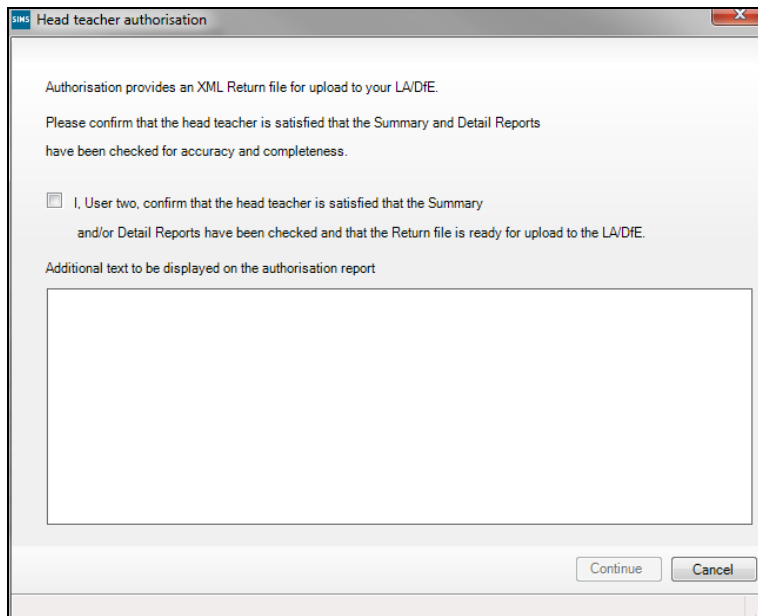 SIMS Head teacher authorisation
Authorisation provides an XML Return file for upload to your LA/DfE.
Please confirm that the head teacher is satisfied that the Summary and Detail Reports
have been checked for accuracy and completeness.
I, User two, confirm that the head teacher is satisfied that the Summary
and/or Detail Reports have been checked and that the Return file is ready for upload to the LA/DfE.
Additional text to be displayed on the authorisation report
Continue Cancel